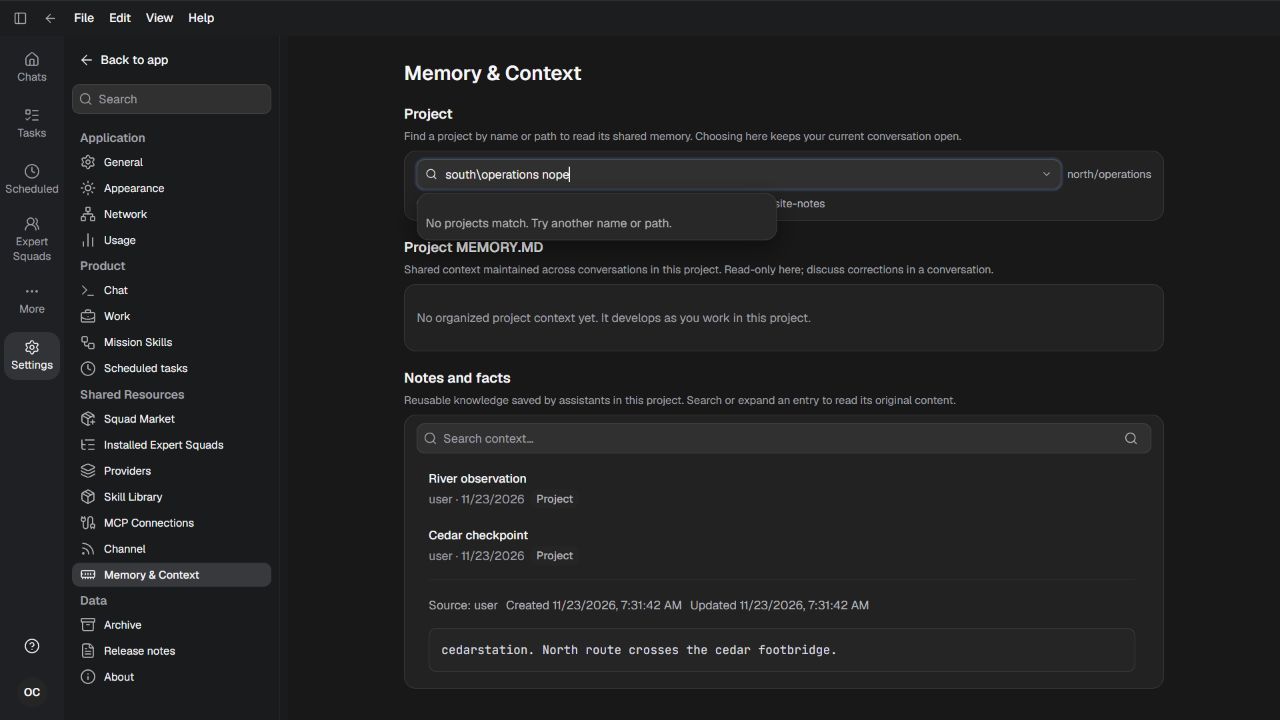 File Edit View Help
Chats
Tasks
Scheduled
Expert
Squads
More
Settings
OC
Back to app
Search
Application
General
Appearance
Network
Usage
Product
Chat
Work
Mission Skills
Scheduled tasks
Shared Resources
Squad Market
Installed Expert Squads
Providers
Skill Library
MCP Connections
Channel
Memory & Context
Data
Archive
Release notes
About
Memory & Context
Project
Find a project by name or path to read its shared memory. Choosing here keeps your current conversation open.
south\operations nope north/operations
site-notes
No projects match. Try another name or path.
Project MEMORY.MD
Shared context maintained across conversations in this project. Read-only here; discuss corrections in a conversation.
No organized project context yet. It develops as you work in this project.
Notes and facts
Reusable knowledge saved by assistants in this project. Search or expand an entry to read its original content.
Search context...
River observation
user · 11/23/2026 Project
Cedar checkpoint
user · 11/23/2026 Project
Source: user Created 11/23/2026, 7:31:42 AM Updated 11/23/2026, 7:31:42 AM
cedarstation. North route crosses the cedar footbridge.